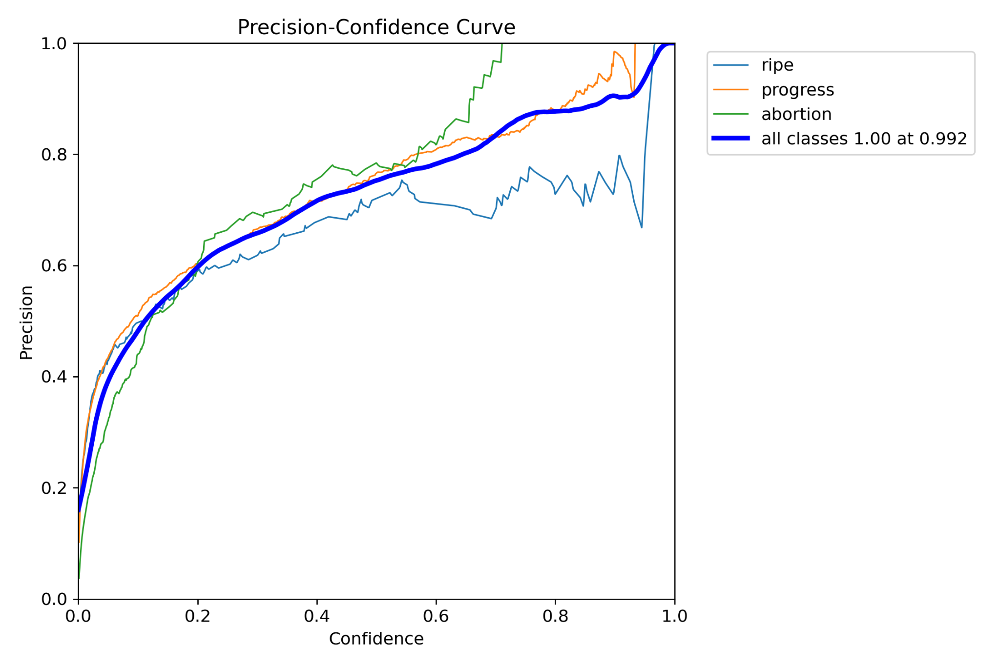 Precision-Confidence Curve
1.0
0.8
0.6
0.4
0.2
0.0
Precision
0.0 0.2 0.4 0.6 0.8 1.0
Confidence
ripe
progress
abortion
all classes 1.00 at 0.992